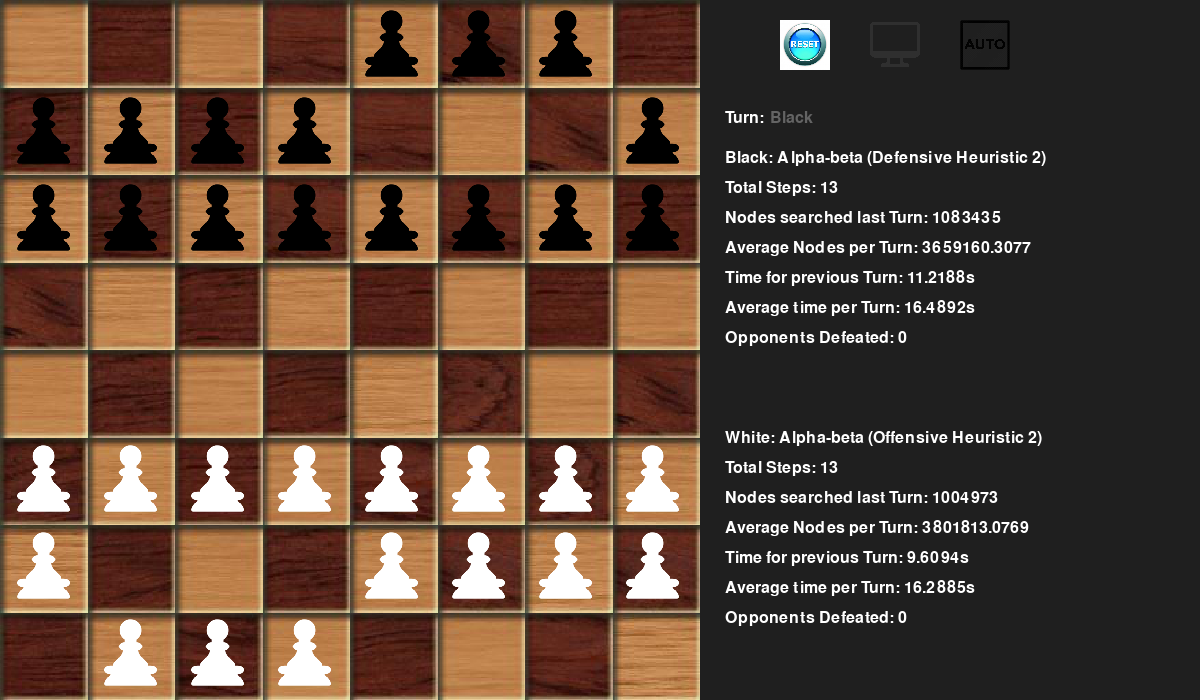 RESET
AUTO
Turn: Black
Black: Alpha-beta (Defensive Heuristic 2)
Total Steps: 13
Nodes searched last Turn: 1083435
Average Nodes per Turn: 3659160.3077
Time for previous Turn: 11.2188s
Average time per Turn: 16.4892s
Opponents Defeated: 0
White: Alpha-beta (Offensive Heuristic 2)
Total Steps: 13
Nodes searched last Turn: 1004973
Average Nodes per Turn: 3801813.0769
Time for previous Turn: 9.6094s
Average time per Turn: 16.2885s
Opponents Defeated: 0